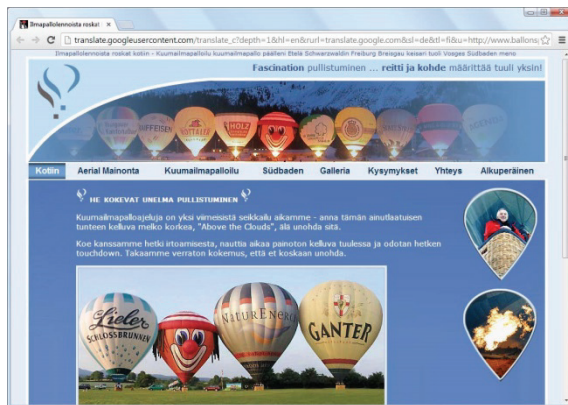 Ilmapallolennoista roskat
translate.googleusercontent.com/translate_c?depth=1&hl=en&rurl=translate.google.com&sl=de&tl=fi&u=http://www.ballons
Ilmapallolennoista roskat kotiin - Kuumailmapalloilu kuumailmapallo päälleni Etelä Schwarzwaldin Freiburg Breisgau keisen tuoli Vosges Südbaden meno
Fascination pullistuminen ... reitti ja kohde määrittää tuuli yksin!
RAIFFEISEN
ROTTALER
HOLZ
Kotiin Aerial Mainonta Kuumailmapalloilu Südbaden Galleria Kysymykset Yhteys Alkuperäinen
HE KOKEVAT UNELMA PULLISTUMINEN
Kuumailmapalloajeluja on yksi viimeisistä seikkailu aikamme - anna tämän ainutlaatuisen
tunteen kelluva melko korkea, "Above the Clouds", älä unohda sitä.
Koe kanssamme hetki irtoamisesta, nauttia aikaa painoton kelluva tuulessa ja odotan hetken
touchdown. Takaamme verraton kokemus, että et koskaan unohda.
Lieler
SCHLOSSBRUNNEN
NATURENERGIE
GANTER